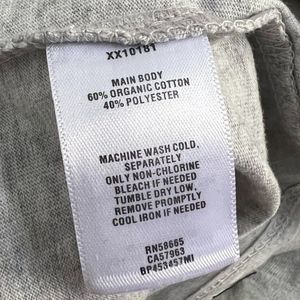 XX10181
MAIN BODY
60% ORGANIC COTTON
40% POLYESTER
MACHINE WASH COLD,
SEPARATELY
ONLY NON-CHLORINE
BLEACH IF NEEDED
TUMBLE DRY LOW,
REMOVE PROMPTLY
COOL IRON IF NEEDED
RN58665
CA57963
BP453457MI